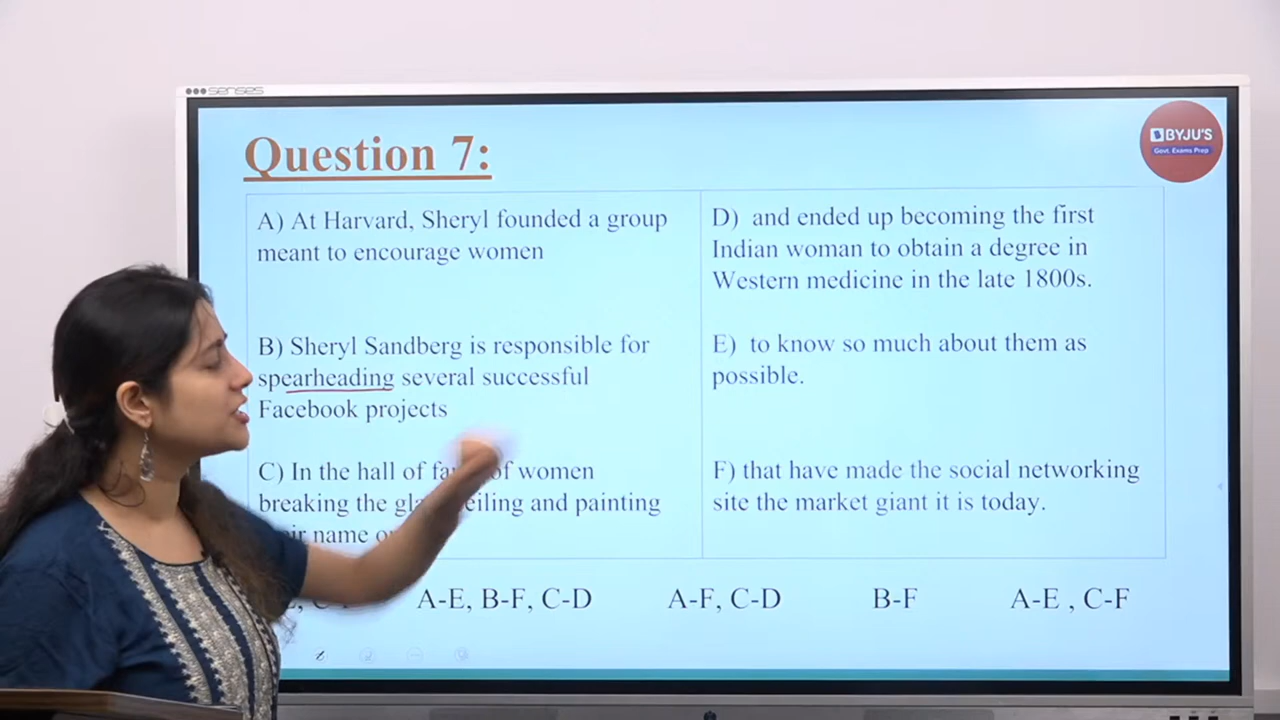 senses
BYJU'S
Govt. Exams Prep
Question 7:
A) At Harvard, Sheryl founded a group
meant to encourage women
B) Sheryl Sandberg is responsible for
spearheading several successful
Facebook projects
C) In the hall of of women
breaking the and painting
name
D) and ended up becoming the first
Indian woman to obtain a degree in
Western medicine in the late 1800s.
E) to know so much about them as
possible.
F) that have made the social networking
site the market giant it is today.
A-E, B-F, C-D A-F, C-D B-F A-E , C-F